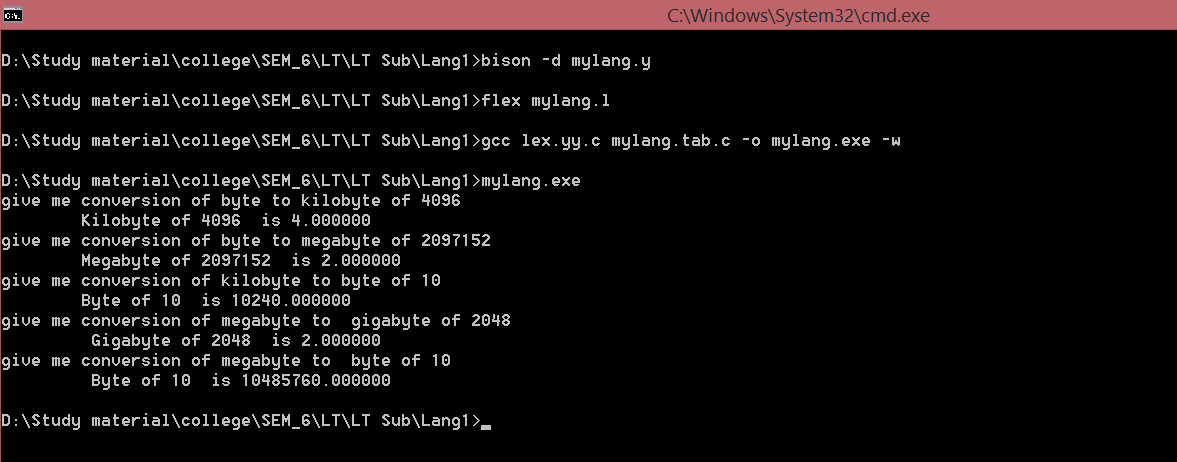 C:\Windows\System32\cmd.exe
D:\Study material\college\SEM_6\LT\LT Sub\Lang1>bison -d mylang.y
D:\Study material\college\SEM_6\LT\LT Sub\Lang1>flex mylang.l
D:\Study material\college\SEM_6\LT\LT Sub\Lang1>gcc lex.yy.c mylang.tab.c -o mylang.exe -w
D:\Study material\college\SEM_6\LT\LT Sub\Lang1>mylang.exe
give me conversion of byte to kilobyte of 4096
        Kilobyte of 4096  is 4.000000
give me conversion of byte to megabyte of 2097152
        Megabyte of 2097152  is 2.000000
give me conversion of kilobyte to byte of 10
        Byte of 10  is 10240.000000
give me conversion of megabyte to  gigabyte of 2048
         Gigabyte of 2048  is 2.000000
give me conversion of megabyte to  byte of 10
         Byte of 10  is 10485760.000000
D:\Study material\college\SEM_6\LT\LT Sub\Lang1>_